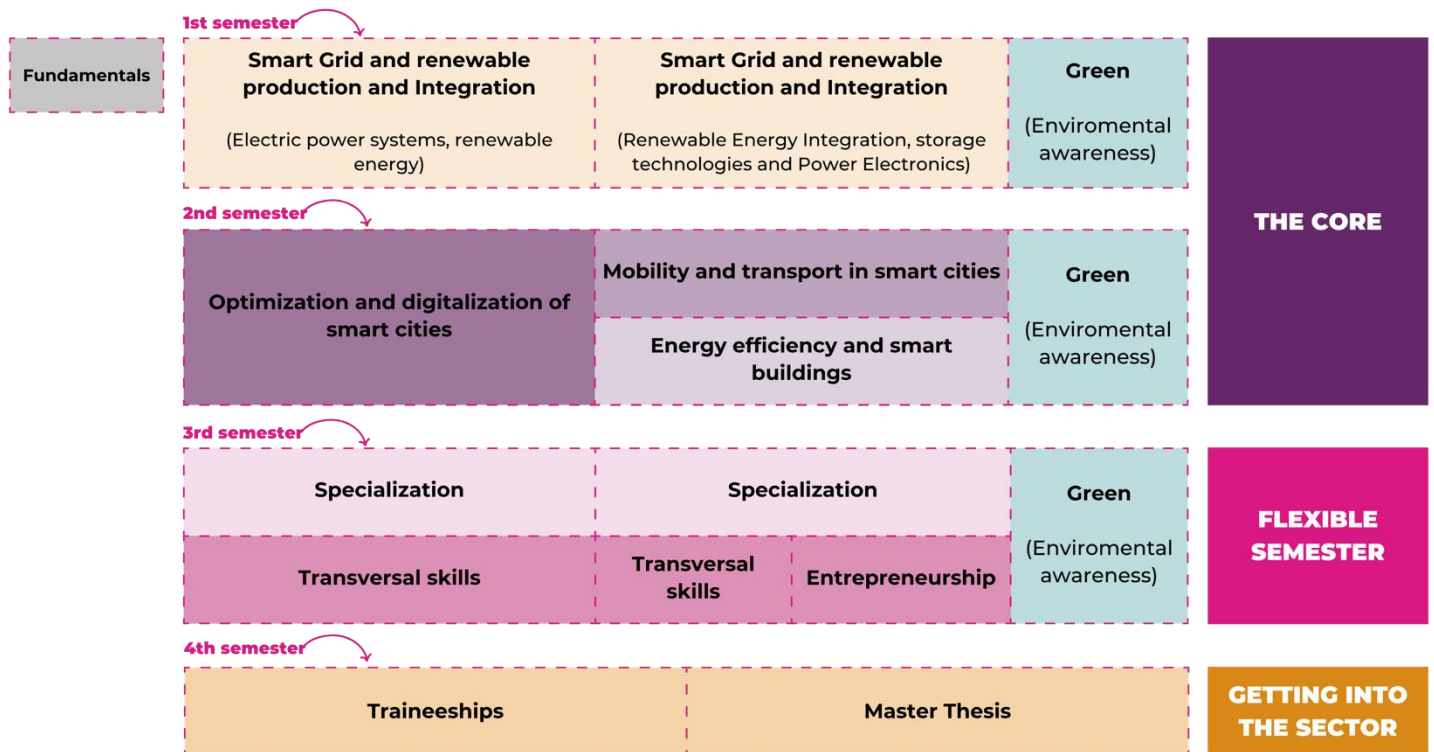 1st semester
Fundamentals
Smart Grid and renewable
production and Integration
(Electric power systems, renewable
energy)
Smart Grid and renewable
production and Integration
(Renewable Energy Integration, storage
technologies and Power Electronics)
Green
(Enviromental
awareness)
THE CORE
2nd semester
Optimization and digitalization of
smart cities
Mobility and transport in smart cities
Energy efficiency and smart
buildings
Green
(Enviromental
awareness)
3rd semester
Specialization
Specialization
Transversal skills
Transversal
skills
Entrepreneurship
Green
(Enviromental
awareness)
FLEXIBLE
SEMESTER
4th semester
Traineeships
Master Thesis
GETTING INTO
THE SECTOR